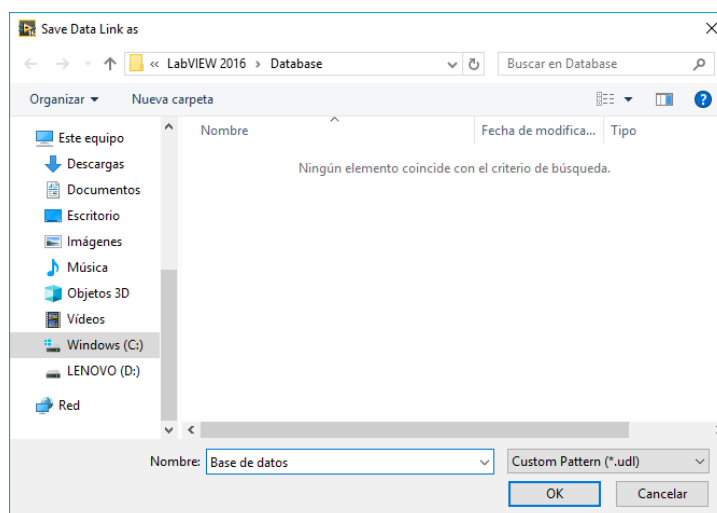 Save Data Link as
« LabVIEW 2016 > Database
Buscar en Database
Organizar
Nueva carpeta
Nombre
Fecha de modifica...
Tipo
Ningún elemento coincide con el criterio de búsqueda.
Este equipo
Descargas
Documentos
Escritorio
Imágenes
Música
Objetos 3D
Vídeos
Windows (C:)
LENOVO (D:)
Red
Nombre: Base de datos
Custom Pattern (*.udl)
OK
Cancelar